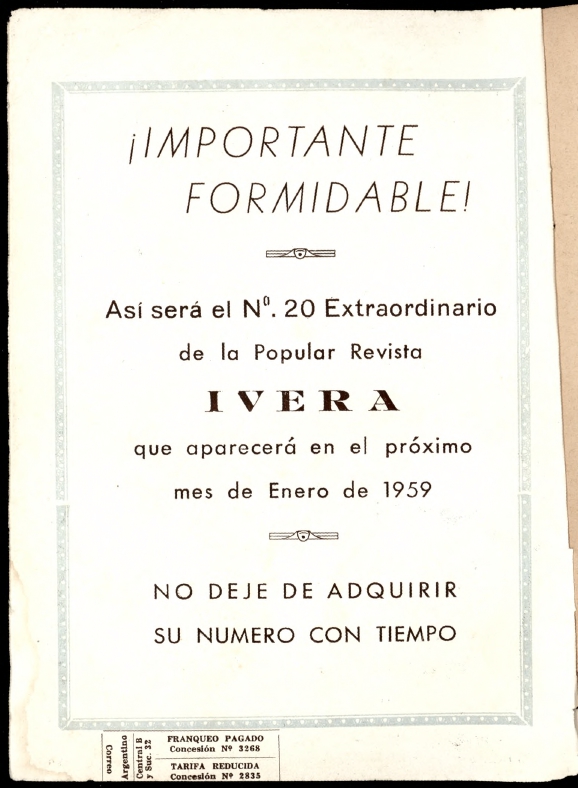 ¡IMPORTANTE
FORMIDABLE!
Así será el Nº. 20 Extraordinario
de la Popular Revista
IVERA
que aparecerá en el próximo
mes de Enero de 1959
NO DEJE DE ADQUIRIR
SU NUMERO CON TIEMPO
Correo
Argentino
Central B
y Suc. 32
FRANQUEO PAGADO
Concesión Nº 3268
TARIFA REDUCIDA
Concesión Nº 2835